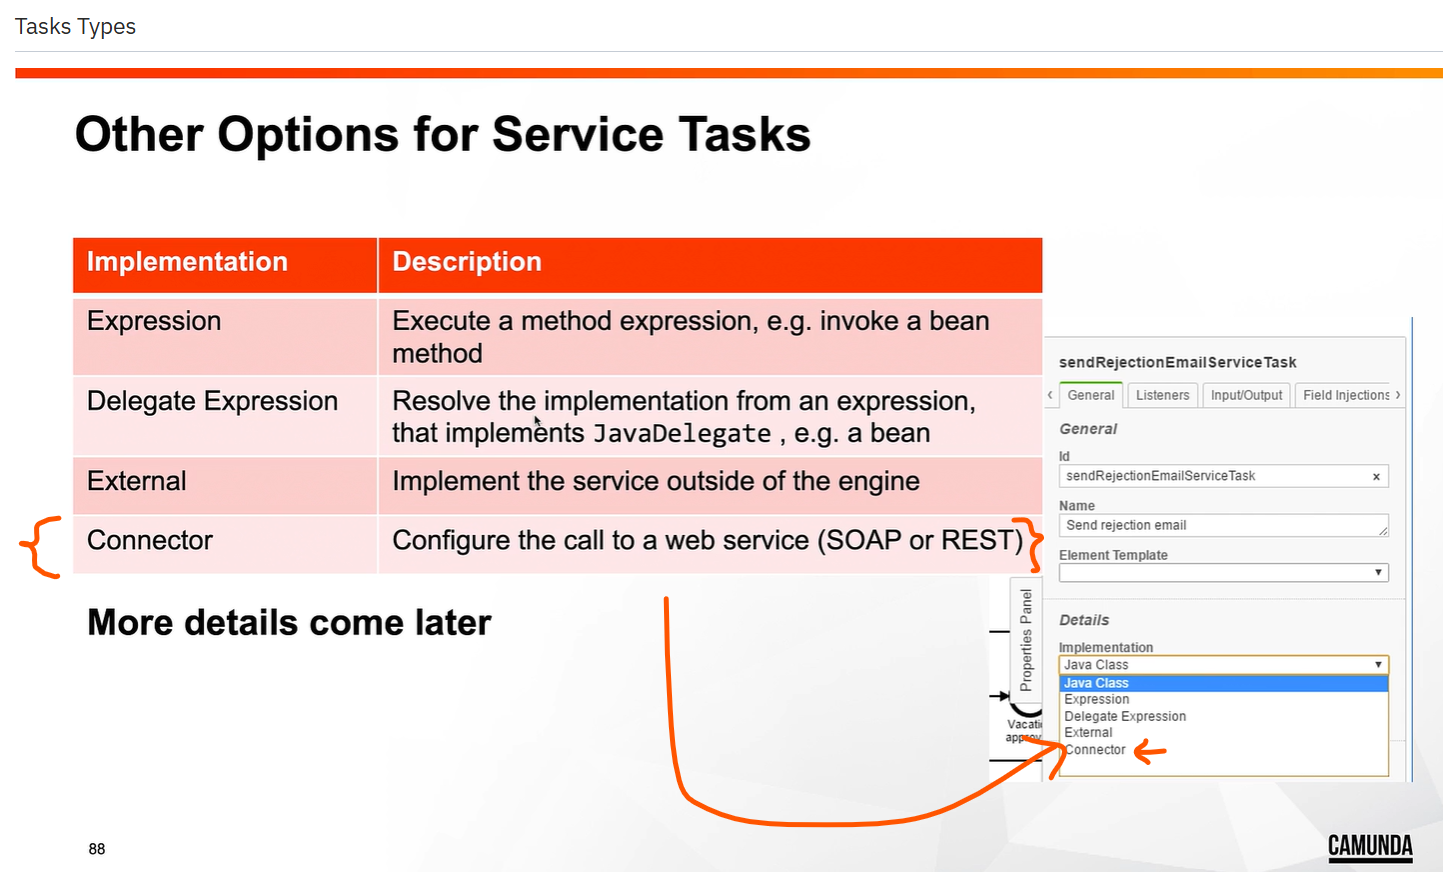 Tasks Types
Other Options for Service Tasks
Implementation Description
Expression Execute a method expression, e.g. invoke a bean
method
Delegate Expression Resolve the implementation from an expression,
that implements JavaDelegate , e.g. a bean
External Implement the service outside of the engine
Connector Configure the call to a web service (SOAP or REST)
More details come later
sendRejectionEmailServiceTask
General Listeners Input/Output Field Injections
General
Id
sendRejectionEmailServiceTask x
Name
Send rejection email
Element Template
Details
Implementation
Java Class
Java Class
Expression
Delegate Expression
External
Connector
Properties Panel
Vacati
approv
88
CAMUNDA